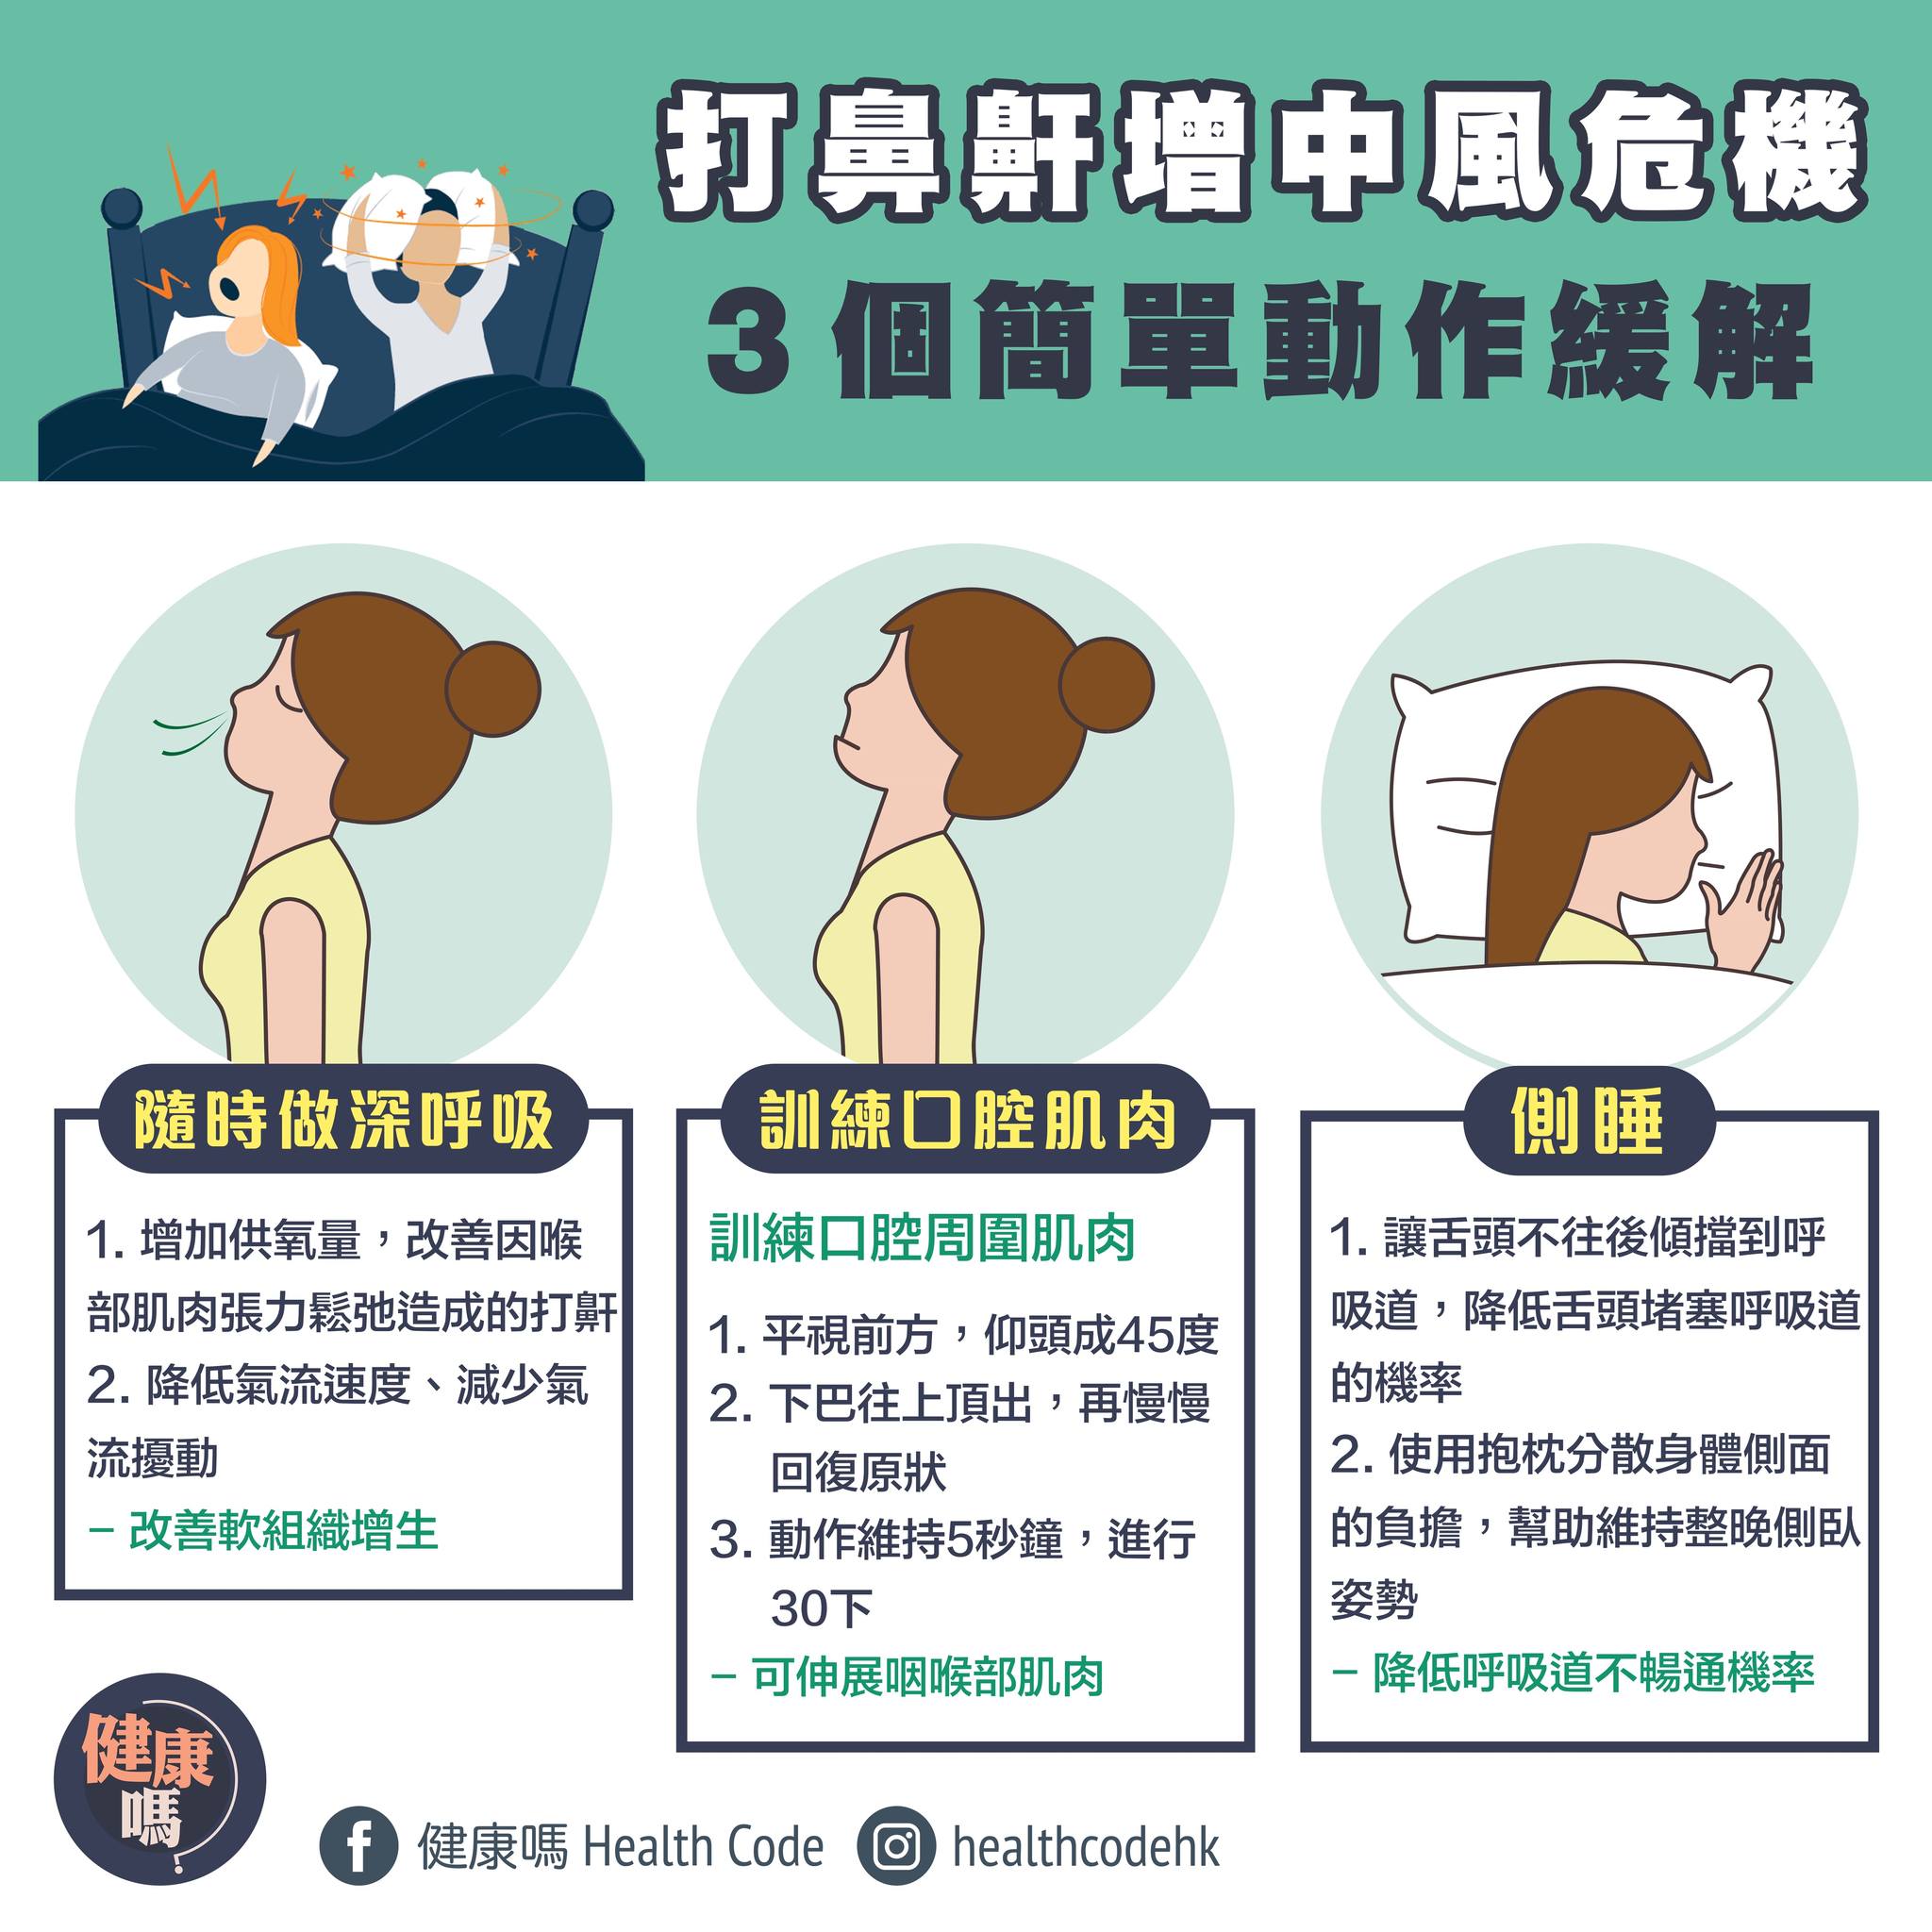 打鼻鼾增中風危機
3個簡單動作緩解
隨時做深呼吸
1. 增加供氧量，改善因喉
部肌肉張力鬆弛造成的打鼾
2. 降低氣流速度、減少氣
流擾動
– 改善軟組織增生
訓練口腔肌肉
訓練口腔周圍肌肉
1. 平視前方，仰頭成45度
2. 下巴往上頂出，再慢慢
回復原狀
3. 動作維持5秒鐘，進行
30下
– 可伸展咽喉部肌肉
側睡
1. 讓舌頭不往後傾擋到呼
吸道，降低舌頭堵塞呼吸道
的機率
2. 使用抱枕分散身體側面
的負擔，幫助維持整晚側臥
姿勢
– 降低呼吸道不暢通機率
健康
嗎
健康嗎 Health Code
healthcodehk